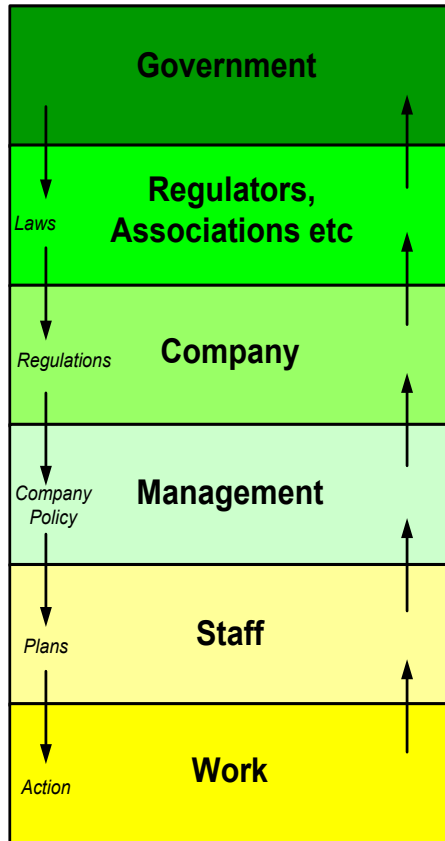 Government
Regulators,
Associations etc
Laws
Company
Regulations
Management
Company
Policy
Staff
Plans
Work
Action